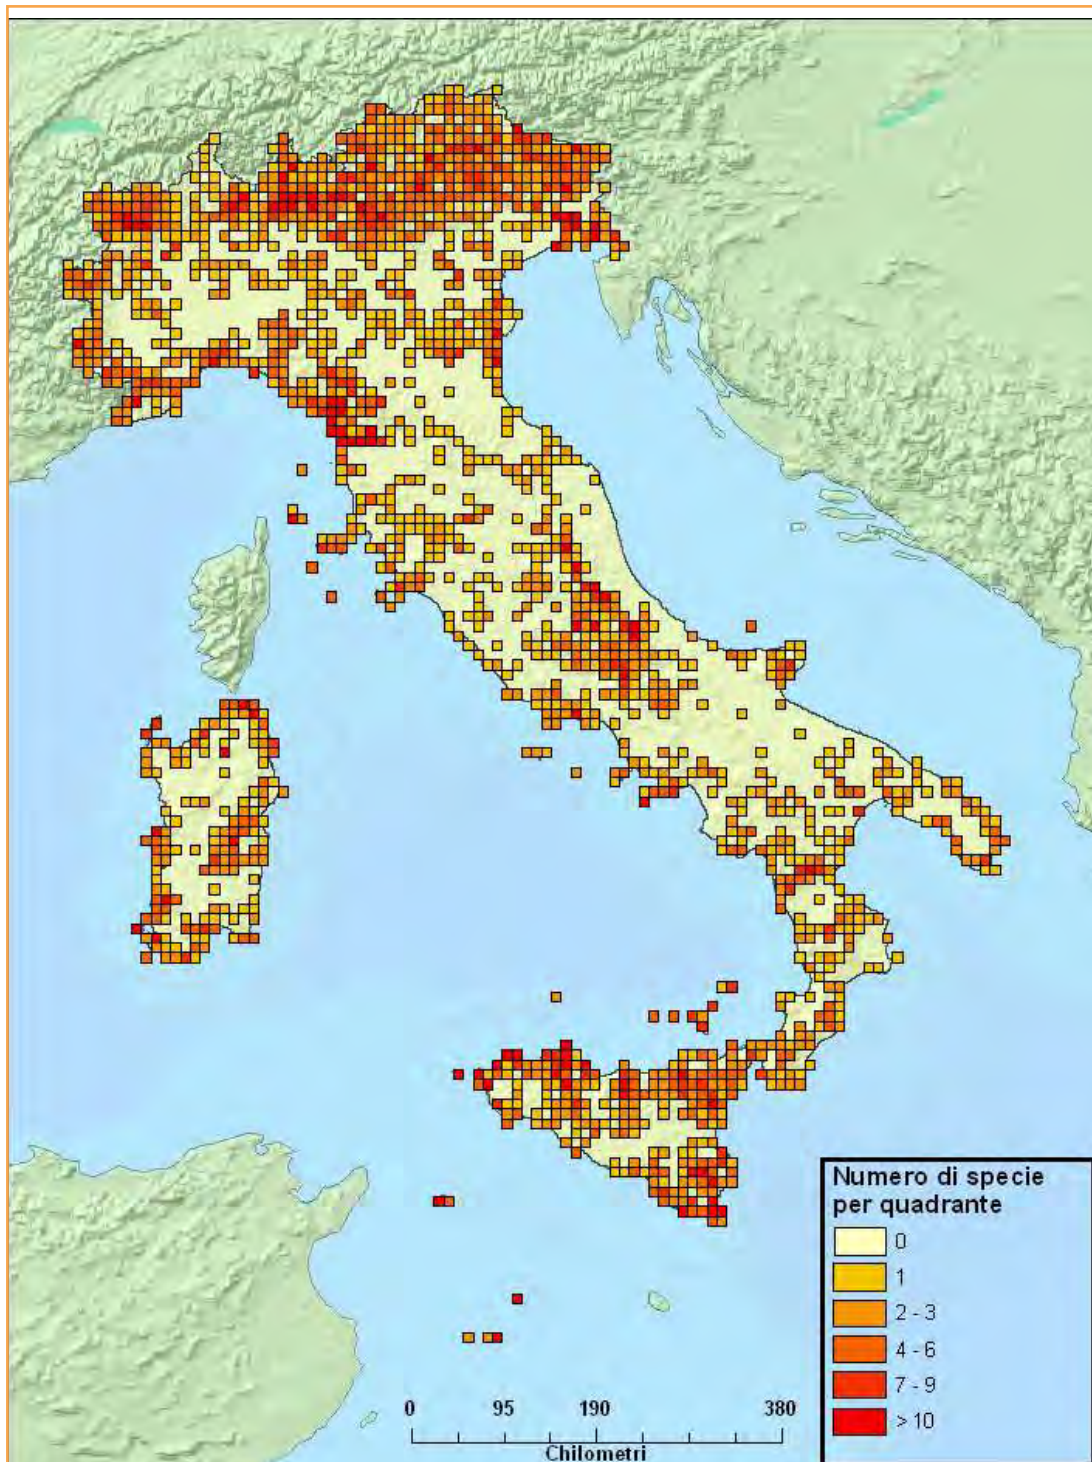 Numero di specie
per quadrante
0
1
2 - 3
4 - 6
7 - 9
> 10
0 95 190 380
Chilometri